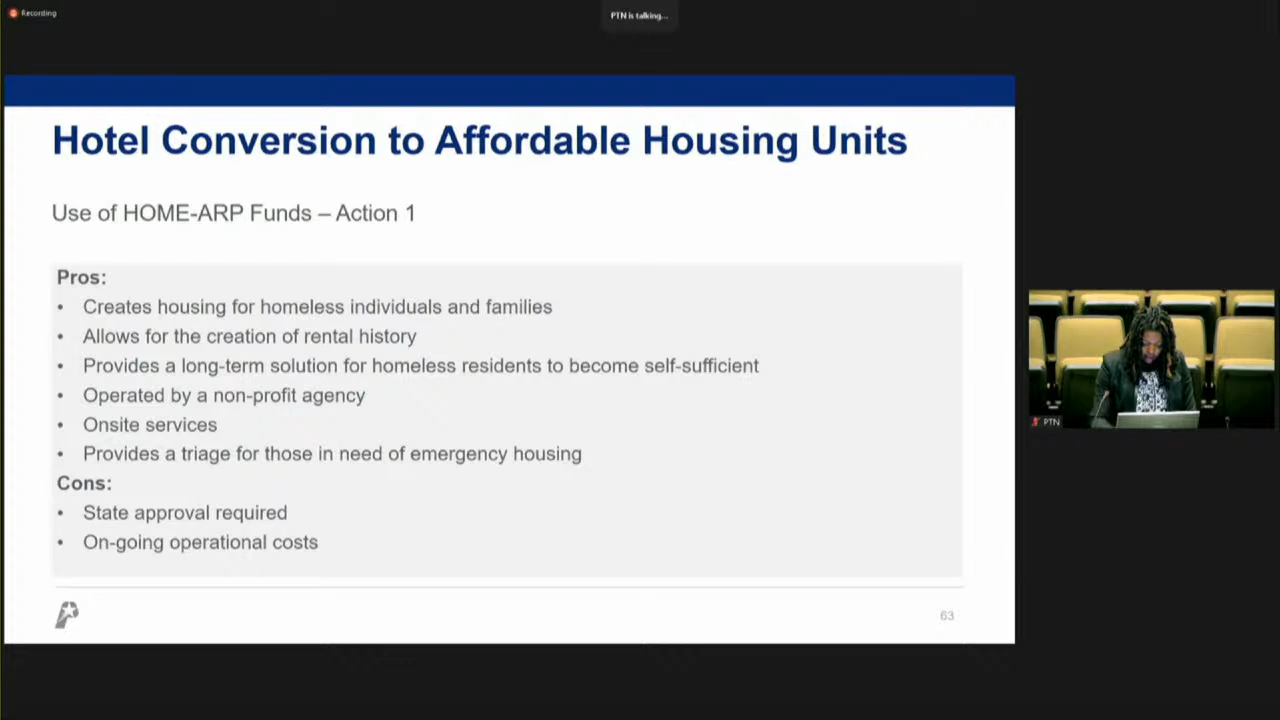 Recording
PTN is talking...
Hotel Conversion to Affordable Housing Units
Use of HOME-ARP Funds – Action 1
Pros:
• Creates housing for homeless individuals and families
• Allows for the creation of rental history
• Provides a long-term solution for homeless residents to become self-sufficient
• Operated by a non-profit agency
• Onsite services
• Provides a triage for those in need of emergency housing
Cons:
• State approval required
• On-going operational costs
63
PTN